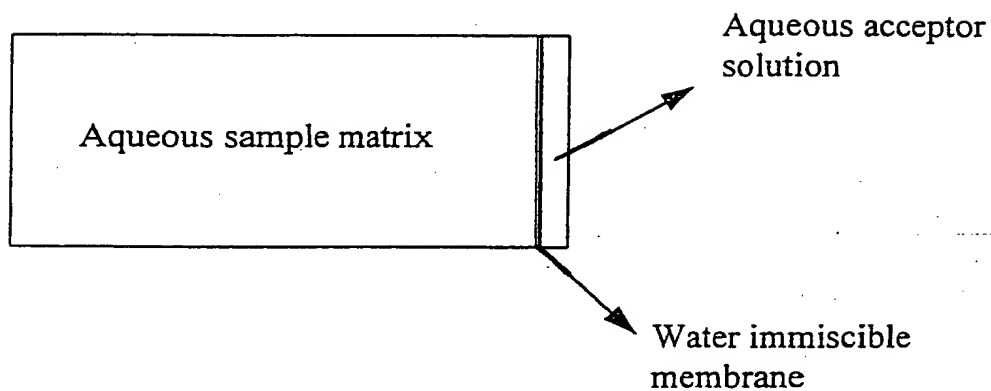 Aqueous acceptor
solution
Aqueous sample matrix
Water immiscible
membrane